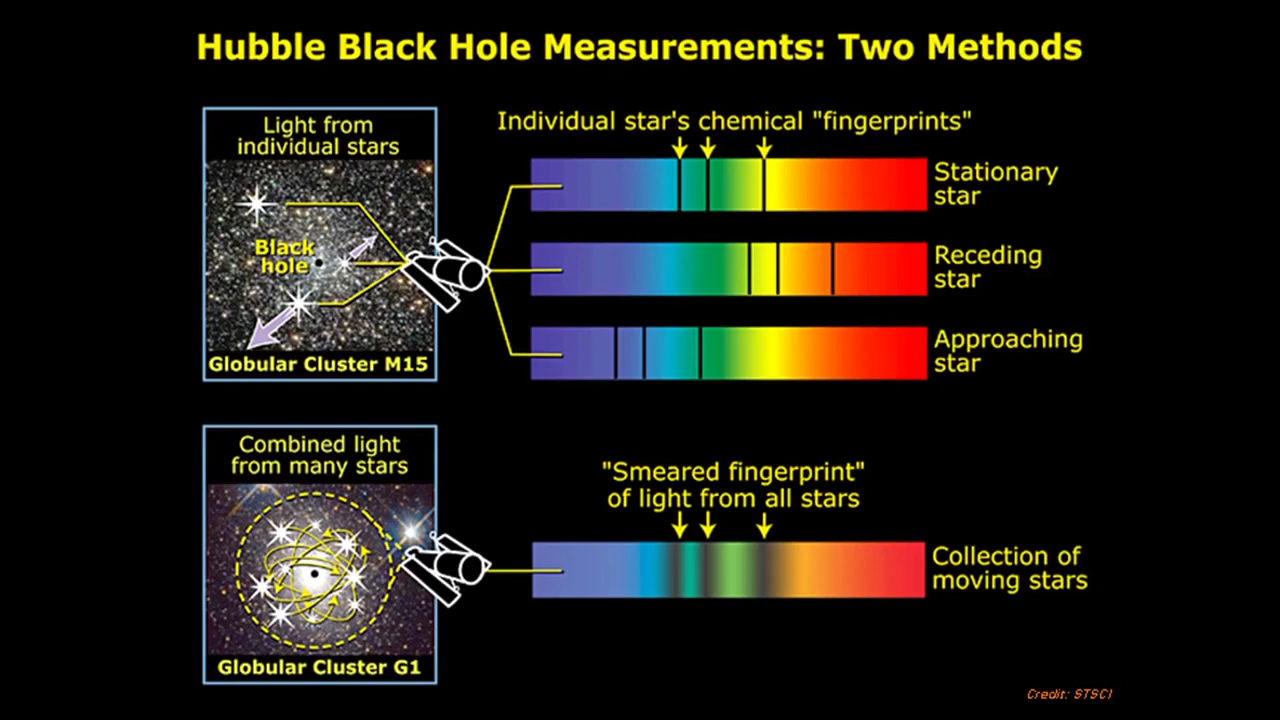 Hubble Black Hole Measurements: Two Methods
Light from
individual stars
Black
hole
Globular Cluster M15
Individual star's chemical "fingerprints"
Stationary
star
Receding
star
Approaching
star
Combined light
from many stars
Globular Cluster G1
"Smeared fingerprint"
of light from all stars
Collection of
moving stars
Credit: STSCI